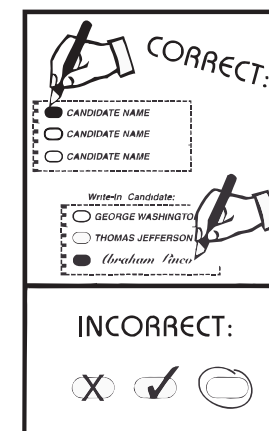 CORRECT:
CANDIDATE NAME
CANDIDATE NAME
CANDIDATE NAME
Write-In Candidate:
GEORGE WASHINGTO
THOMAS JEFFERSON
Abraham Linco
INCORRECT:
X